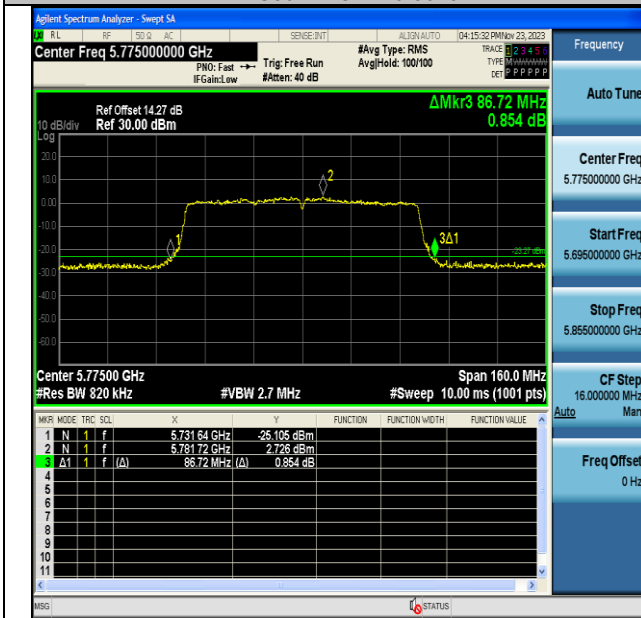 Agilent Spectrum Analyzer - Swept SA
RL RF 50 Ω AC SENSE:INT ALIGN AUTO 04:15:32 PM Nov 23, 2023
Center Freq 5.775000000 GHz
PNO: Fast
IFGain:Low
Trig: Free Run
#Atten: 40 dB
#Avg Type: RMS
Avg|Hold: 100/100
TRACE 1 2 3 4 5 6
TYPE MWWWWW
DET P P P P P P
Frequency
Auto Tune
Center Freq
5.775000000 GHz
Start Freq
5.695000000 GHz
Stop Freq
5.855000000 GHz
CF Step
16.000000 MHz
Auto Man
Freq Offset
0 Hz
Ref Offset 14.27 dB
10 dB/div Ref 30.00 dBm
Log
ΔMkr3 86.72 MHz
0.854 dB
20.0
10.0
0.00
-10.0
-20.0
-30.0
-40.0
-50.0
-60.0
1
2
3Δ1
-23.27 dBm
Center 5.77500 GHz Span 160.0 MHz
#Res BW 820 kHz #VBW 2.7 MHz #Sweep 10.00 ms (1001 pts)
MKR MODE TRC SCL X Y FUNCTION FUNCTION WIDTH FUNCTION VALUE
1 N 1 f 5.731 64 GHz -25.105 dBm
2 N 1 f 5.781 72 GHz 2.726 dBm
3 Δ1 1 f (Δ) 86.72 MHz (Δ) 0.854 dB
4
5
6
7
8
9
10
11
MSG STATUS